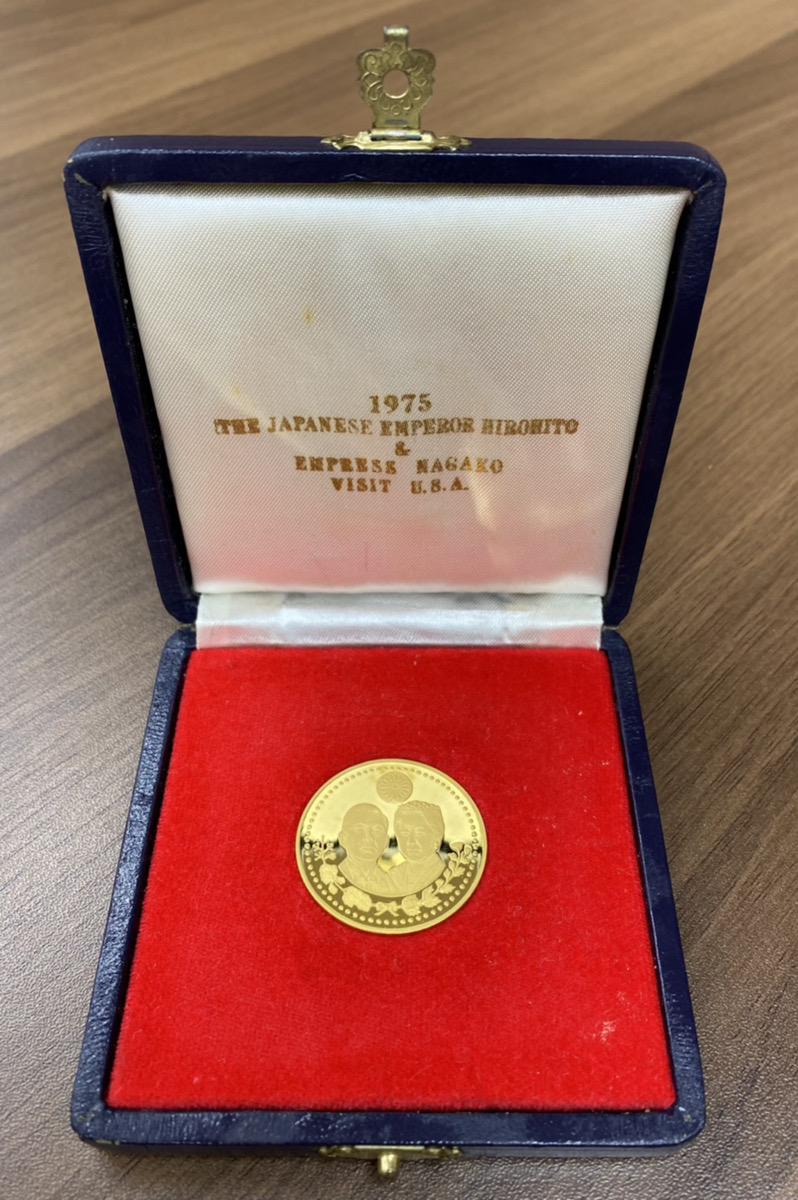 1975
THE JAPANESE EMPEROR HIROHITO
&
EMPRESS NAGAKO
VISIT U.S.A.